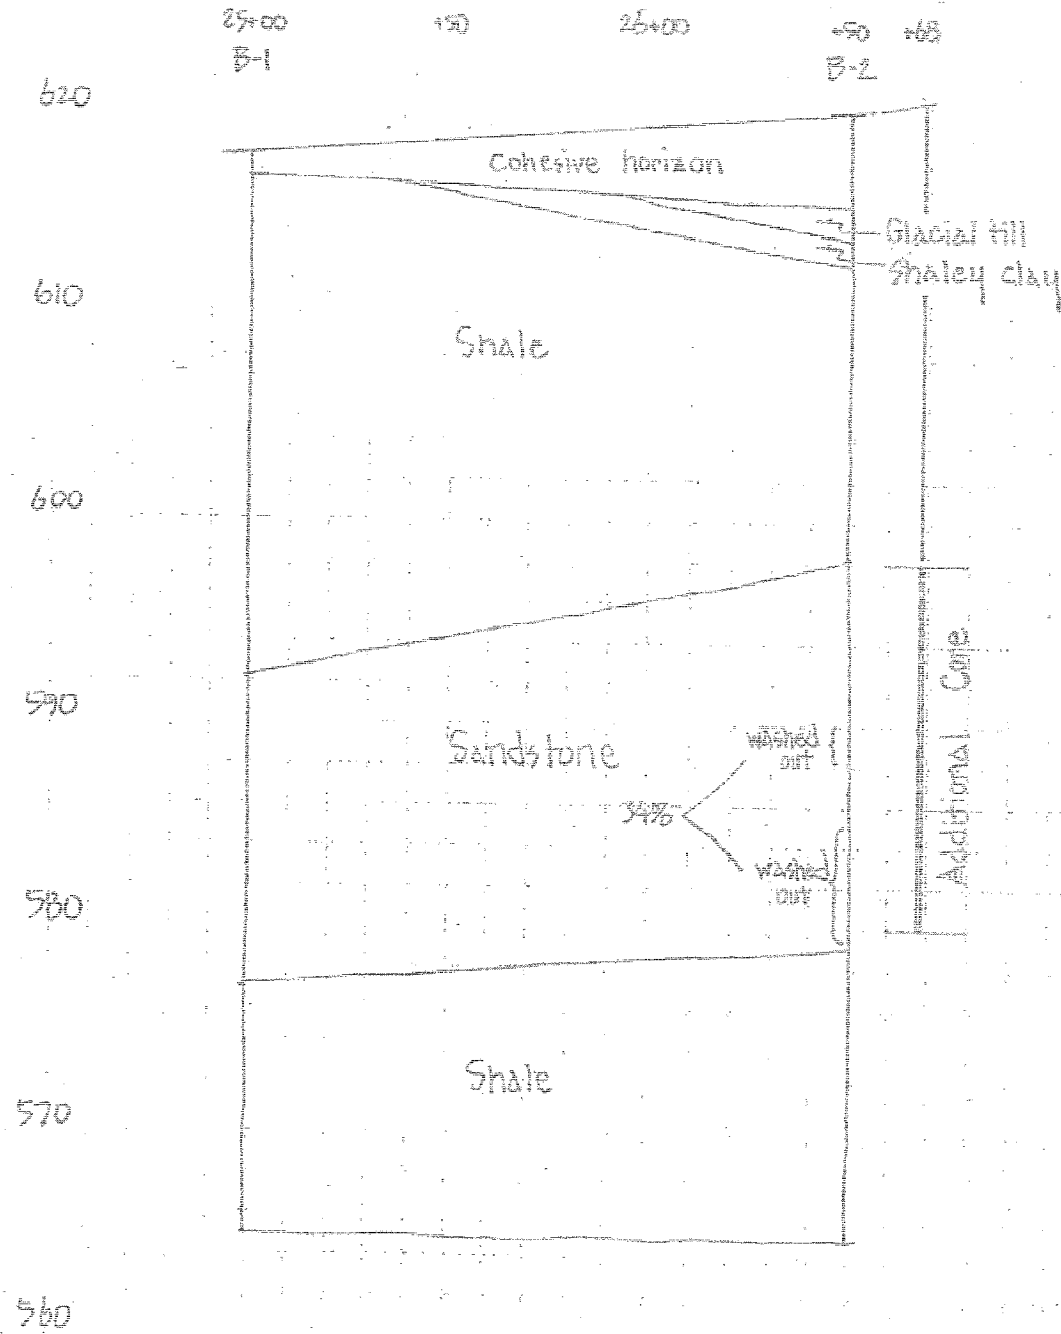 25+00 +50 26+00 +50 +68
B-1 B-2
620
Cohesive horizon
Glacial till
Shaley clay
610
Shale
600
590
Sandstone
washed
out
34%
washed
out
Additional Core
580
Shale
570
560